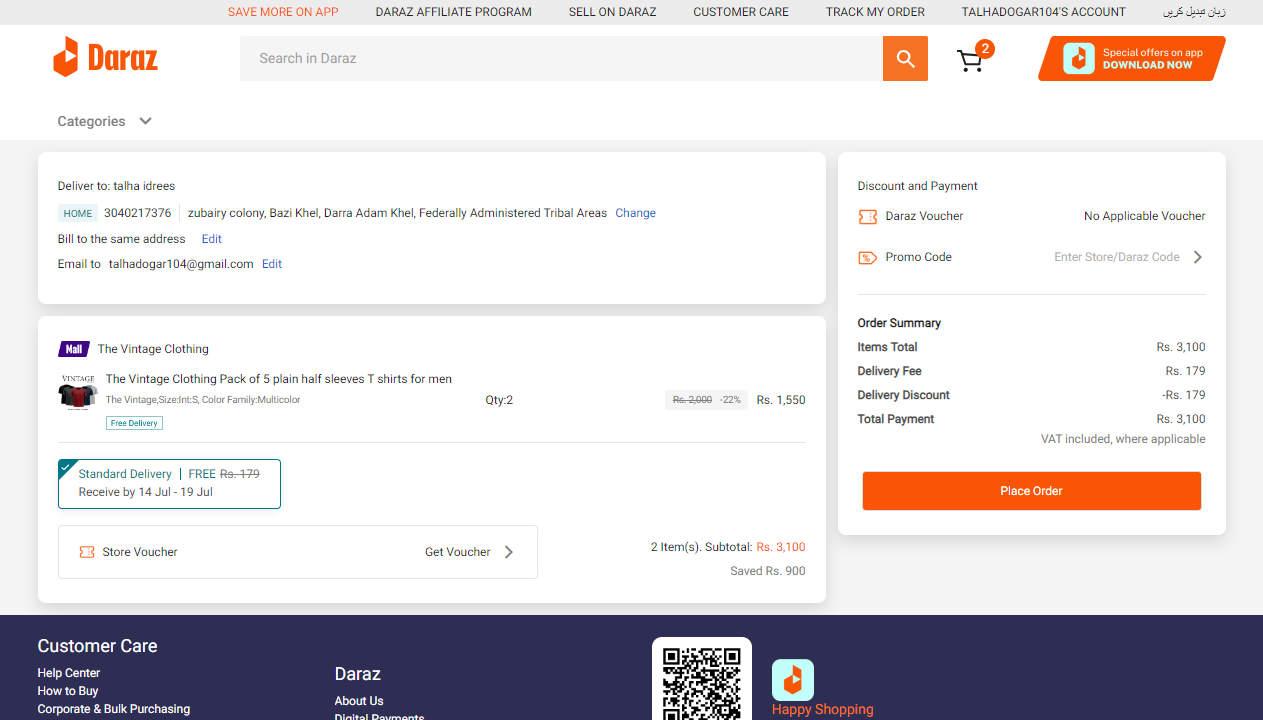 SAVE MORE ON APP DARAZ AFFILIATE PROGRAM SELL ON DARAZ CUSTOMER CARE TRACK MY ORDER TALHADOGAR104'S ACCOUNT زبان تبدیل کریں
Daraz
Search in Daraz
2
Special offers on app
DOWNLOAD NOW
Categories
Deliver to: talha idrees
HOME 3040217376 zubairy colony, Bazi Khel, Darra Adam Khel, Federally Administered Tribal Areas Change
Bill to the same address Edit
Email to talhadogar104@gmail.com Edit
Mall The Vintage Clothing
VINTAGE
The Vintage Clothing Pack of 5 plain half sleeves T shirts for men
The Vintage,Size:Int:S, Color Family:Multicolor
Qty:2
Rs. 2,000 -22% Rs. 1,550
Free Delivery
Standard Delivery | FREE Rs. 179
Receive by 14 Jul - 19 Jul
Store Voucher Get Voucher
2 Item(s). Subtotal: Rs. 3,100
Saved Rs. 900
Discount and Payment
Daraz Voucher No Applicable Voucher
Promo Code Enter Store/Daraz Code
Order Summary
Items Total Rs. 3,100
Delivery Fee Rs. 179
Delivery Discount -Rs. 179
Total Payment Rs. 3,100
VAT included, where applicable
Place Order
Customer Care
Help Center
How to Buy
Corporate & Bulk Purchasing
Daraz
About Us
Digital Payments
Happy Shopping